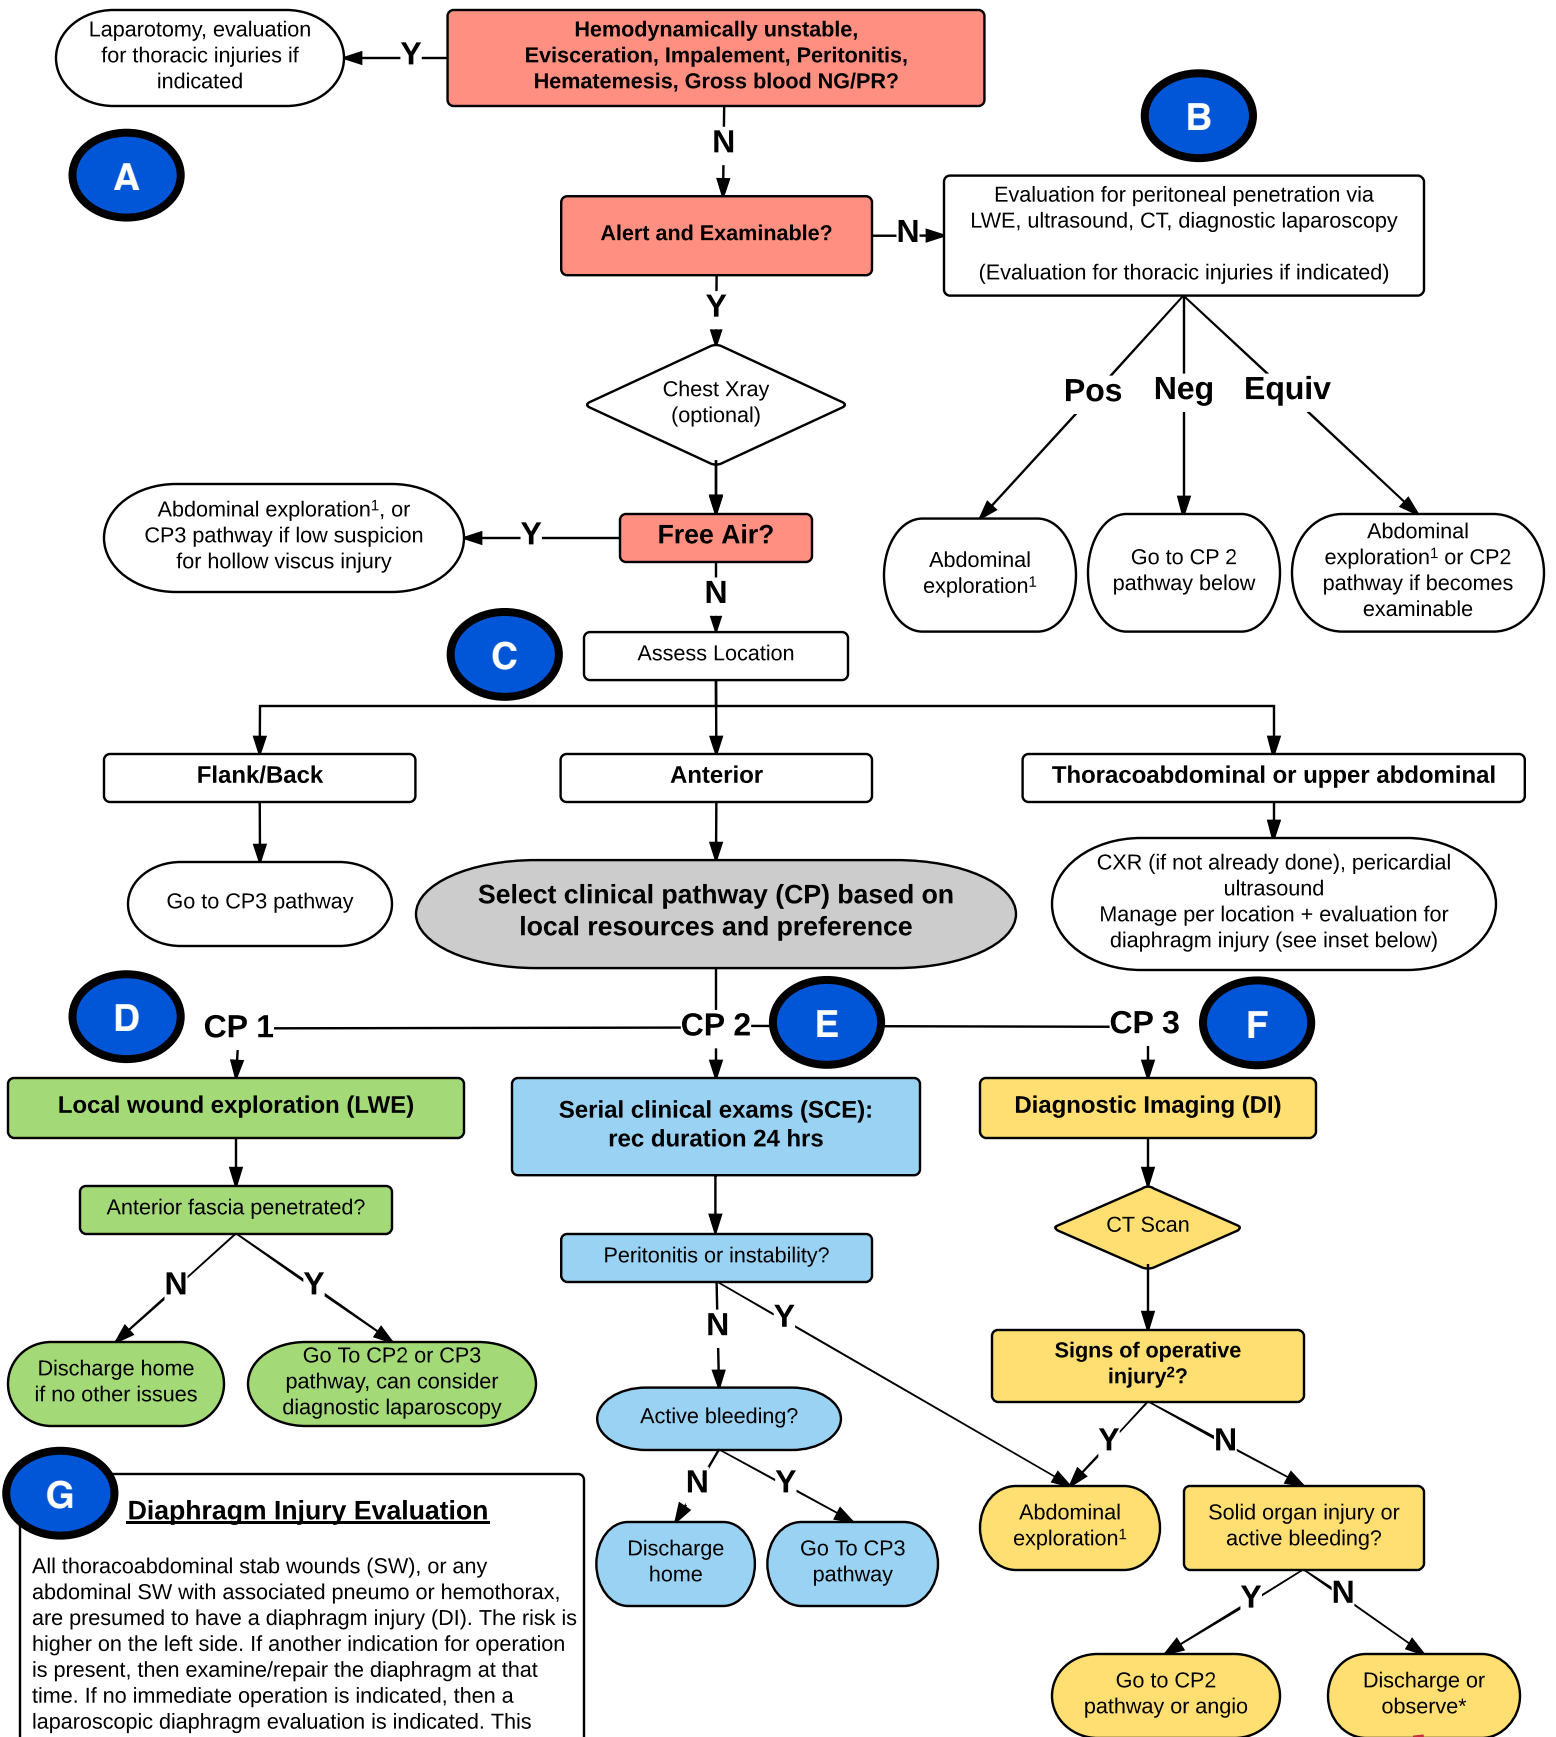 Laparotomy, evaluation
for thoracic injuries if
indicated
Y
Hemodynamically unstable,
Evisceration, Impalement, Peritonitis,
Hematemesis, Gross blood NG/PR?
A
N
B
Alert and Examinable?
N
Evaluation for peritoneal penetration via
LWE, ultrasound, CT, diagnostic laparoscopy
(Evaluation for thoracic injuries if indicated)
Y
Chest Xray
(optional)
Pos
Neg
Equiv
Abdominal exploration¹, or
CP3 pathway if low suspicion
for hollow viscus injury
Y
Free Air?
Abdominal
exploration¹
Go to CP 2
pathway below
Abdominal
exploration¹ or CP2
pathway if becomes
examinable
N
C
Assess Location
Flank/Back
Anterior
Thoracoabdominal or upper abdominal
Go to CP3 pathway
Select clinical pathway (CP) based on
local resources and preference
CXR (if not already done), pericardial
ultrasound
Manage per location + evaluation for
diaphragm injury (see inset below)
D
CP 1
CP 2
E
CP 3
F
Local wound exploration (LWE)
Serial clinical exams (SCE):
rec duration 24 hrs
Diagnostic Imaging (DI)
Anterior fascia penetrated?
Peritonitis or instability?
CT Scan
N
Y
N
Y
Discharge home
if no other issues
Go To CP2 or CP3
pathway, can consider
diagnostic laparoscopy
Active bleeding?
Signs of operative
injury²?
Y
N
N
Y
Discharge
home
Go To CP3
pathway
Abdominal
exploration¹
Solid organ injury or
active bleeding?
Y
N
Go to CP2
pathway or angio
Discharge or
observe*
G
Diaphragm Injury Evaluation
All thoracoabdominal stab wounds (SW), or any
abdominal SW with associated pneumo or hemothorax,
are presumed to have a diaphragm injury (DI). The risk is
higher on the left side. If another indication for operation
is present, then examine/repair the diaphragm at that
time. If no immediate operation is indicated, then a
laparoscopic diaphragm evaluation is indicated. This